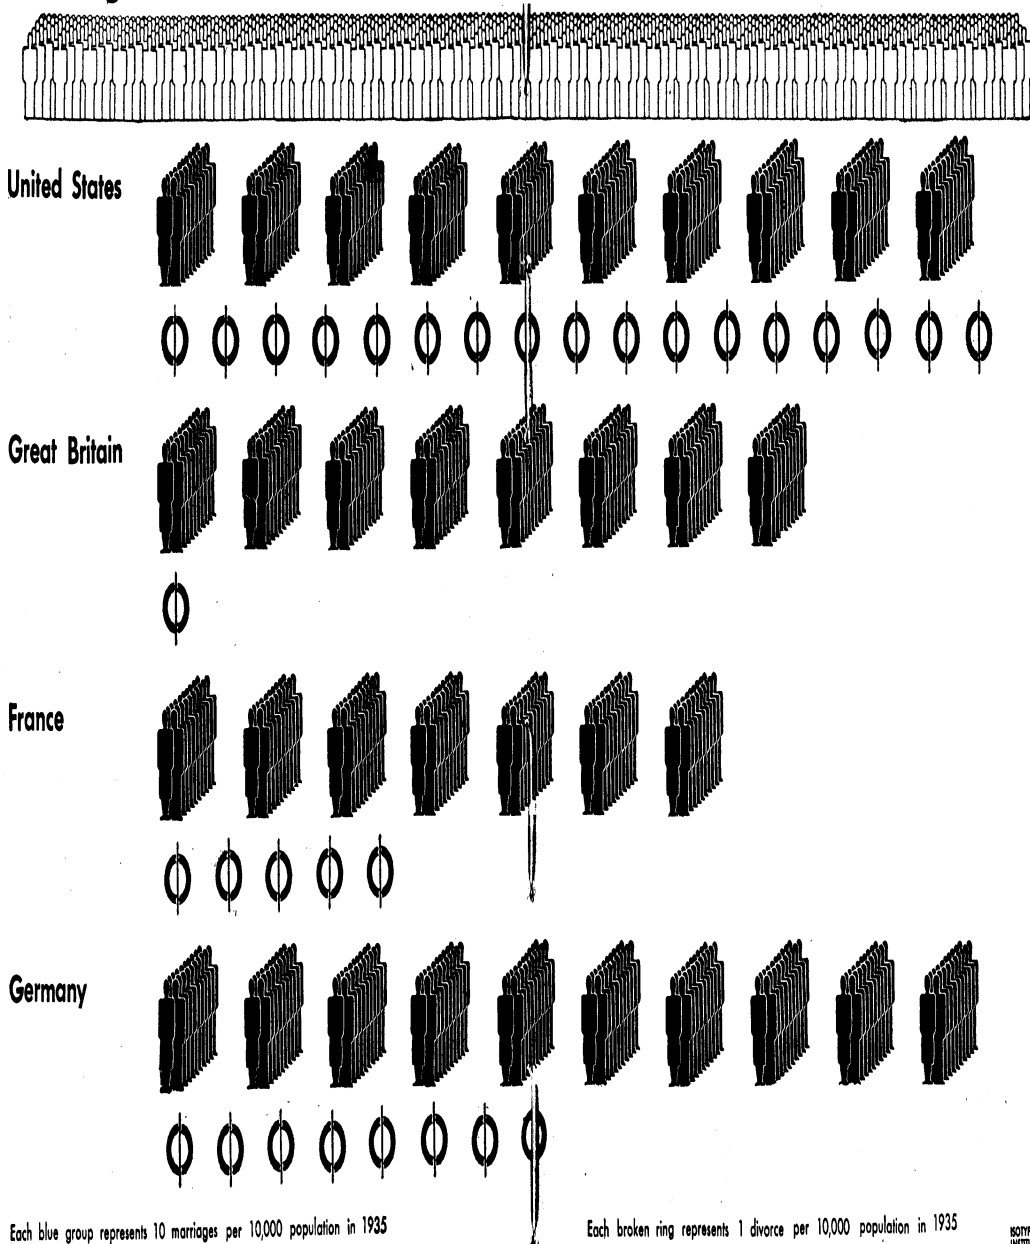 United States
Great Britain
France
Germany
Each blue group represents 10 marriages per 10,000 population in 1935
Each broken ring represents 1 divorce per 10,000 population in 1935